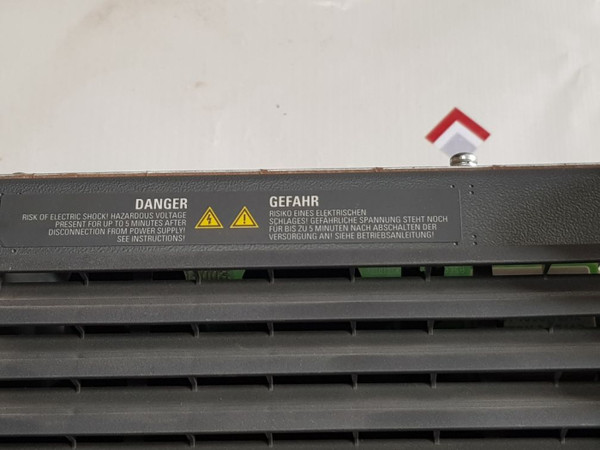 DANGER
RISK OF ELECTRIC SHOCK! HAZARDOUS VOLTAGE
PRESENT FOR UP TO 5 MINUTES AFTER
DISCONNECTION FROM POWER SUPPLY!
SEE INSTRUCTIONS!
GEFAHR
RISIKO EINES ELEKTRISCHEN
SCHLAGES! GEFÄHRLICHE SPANNUNG STEHT NOCH
FÜR BIS ZU 5 MINUTEN NACH ABSCHALTEN DER
VERSORGUNG AN! SIEHE BETRIEBSANLEITUNG!